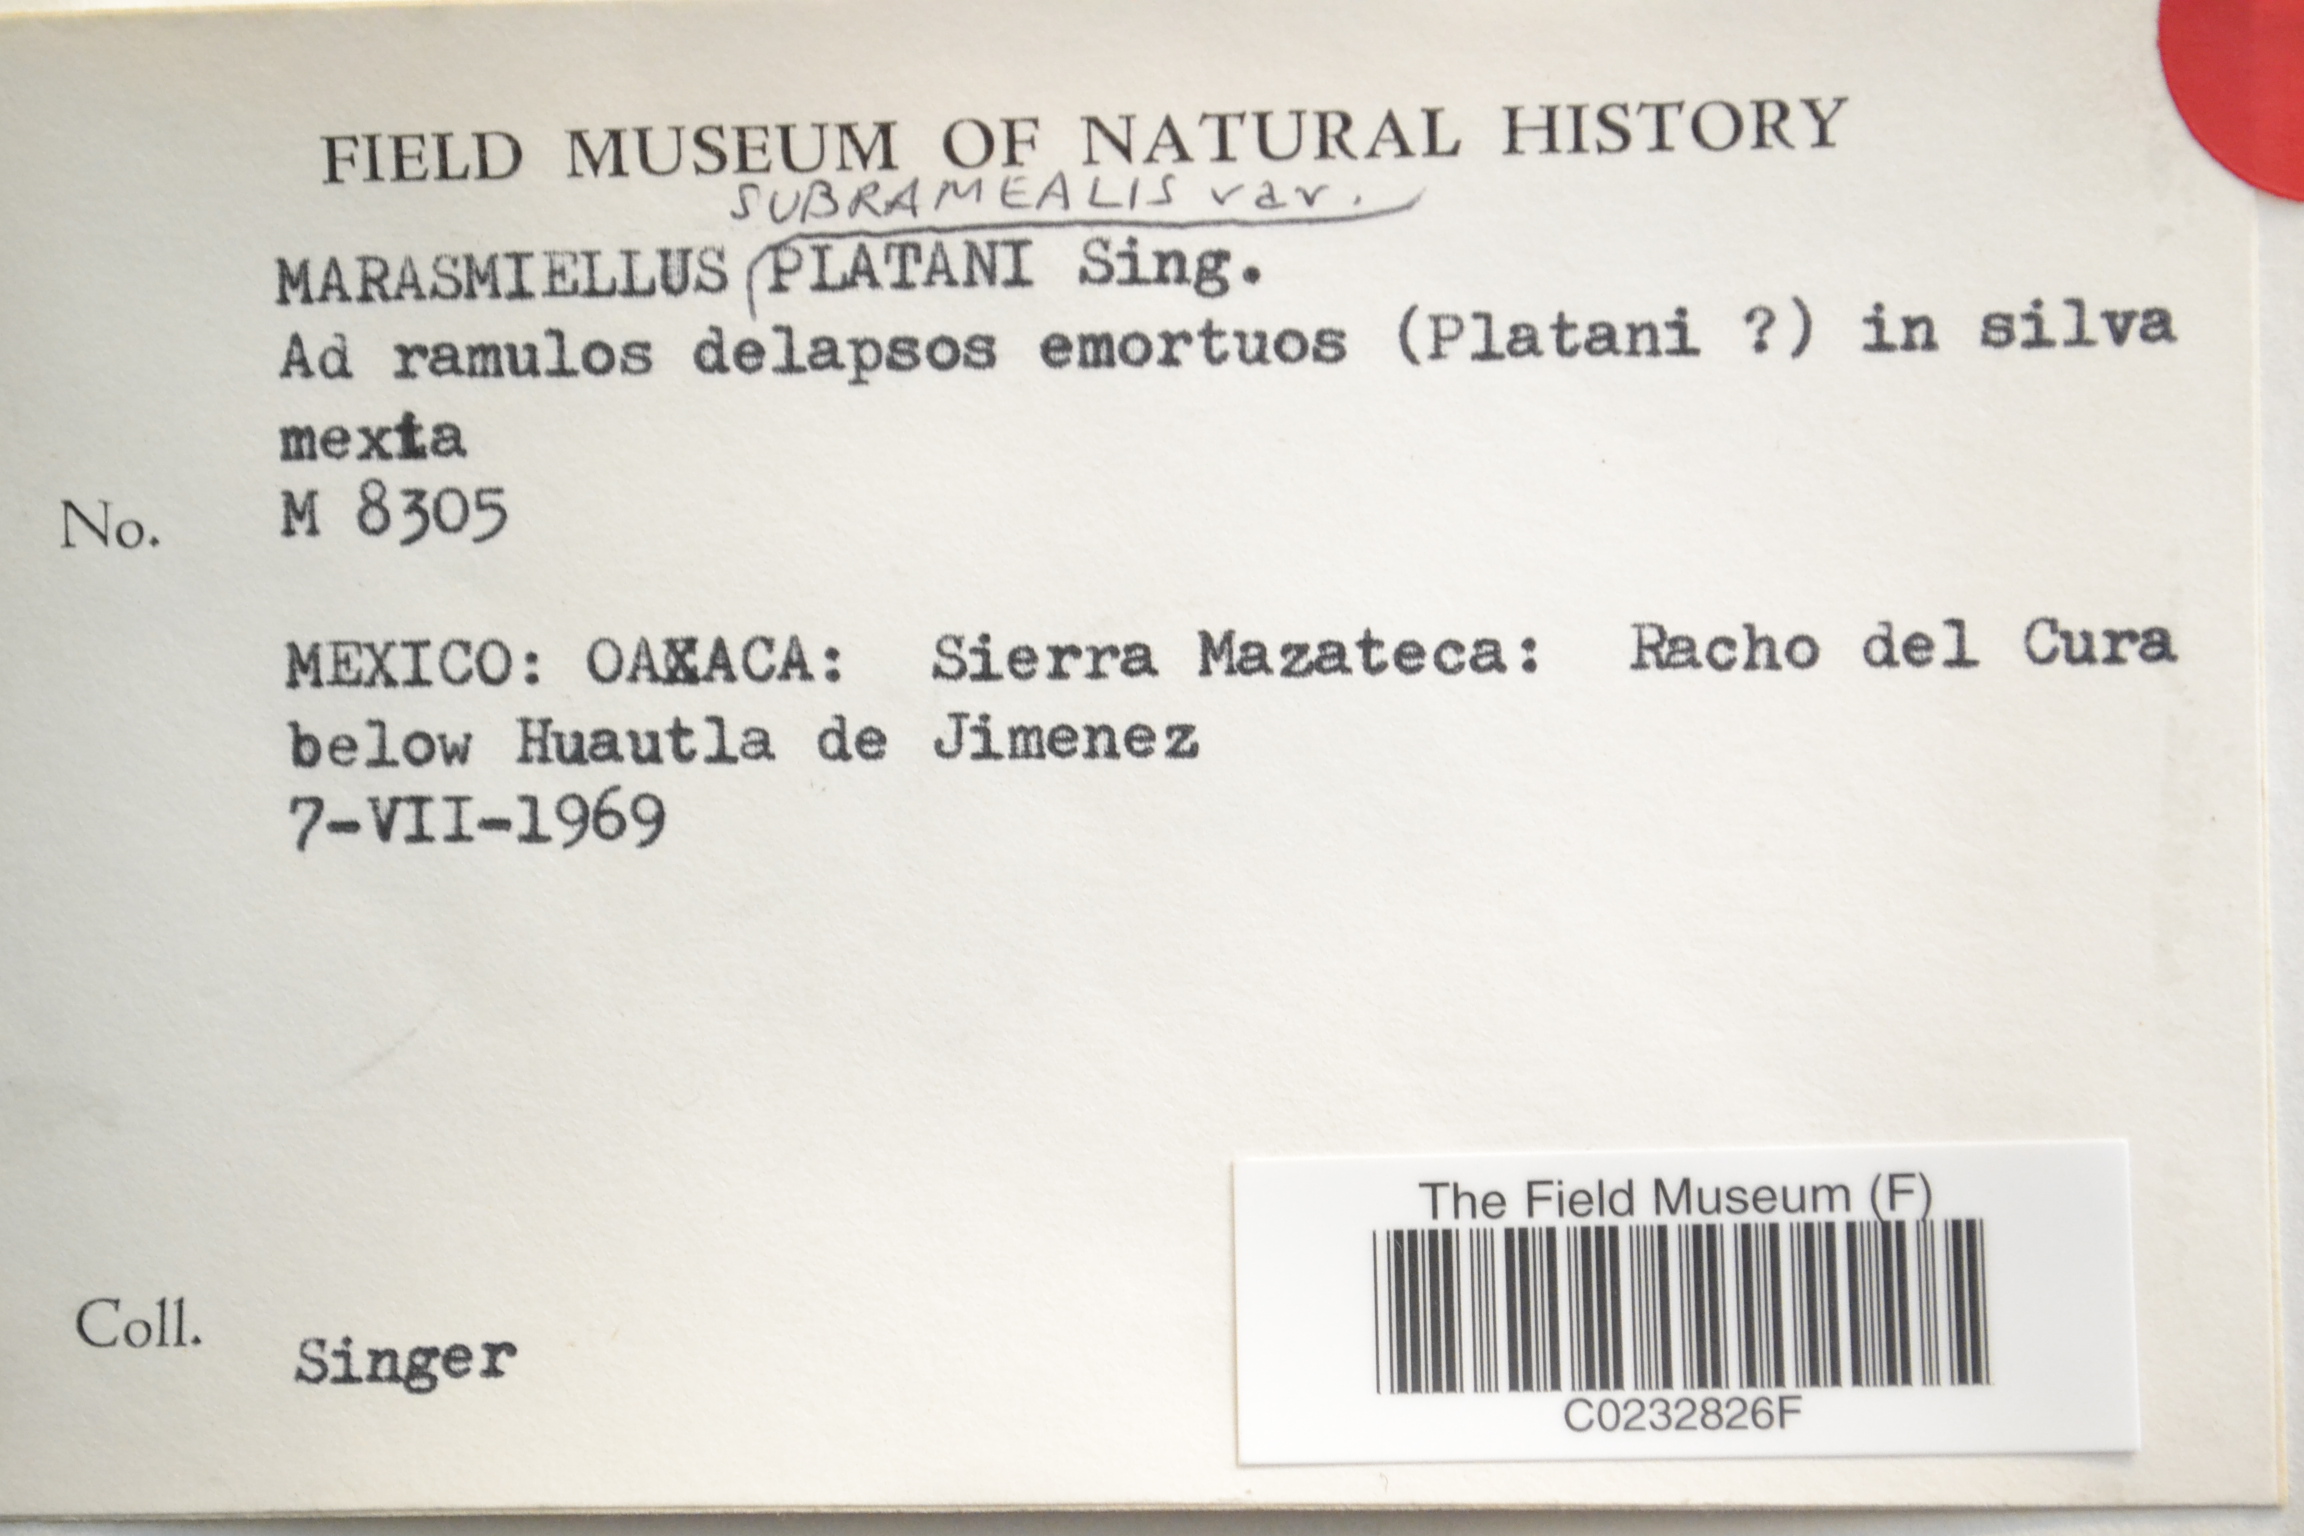 FIELD MUSEUM OF NATURAL HISTORY
SUBRAMEALIS var.
MARASMIELLUS PLATANI Sing.
Ad ramulos delapsos emortuos (Platani ?) in silva
mexta
No. M 8305
MEXICO: OAXACA: Sierra Mazateca: Racho del Cura
below Huautla de Jimenez
7-VII-1969
Coll. Singer
The Field Museum (F)
C0232826F